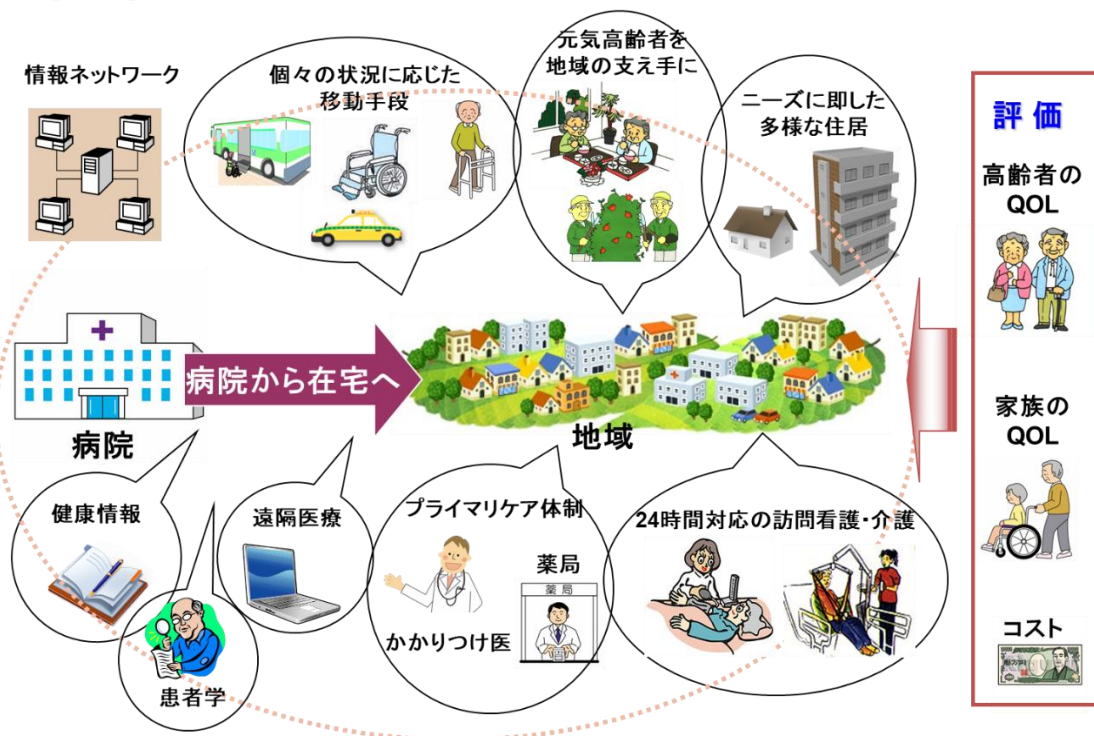 情報ネットワーク
個々の状況に応じた
移動手段
元気高齢者を
地域の支え手に
ニーズに即した
多様な住居
評価
高齢者の
QOL
家族の
QOL
コスト
病院から在宅へ
病院
地域
健康情報
患者学
遠隔医療
プライマリケア体制
かかりつけ医
薬局
薬局
24時間対応の訪問看護・介護